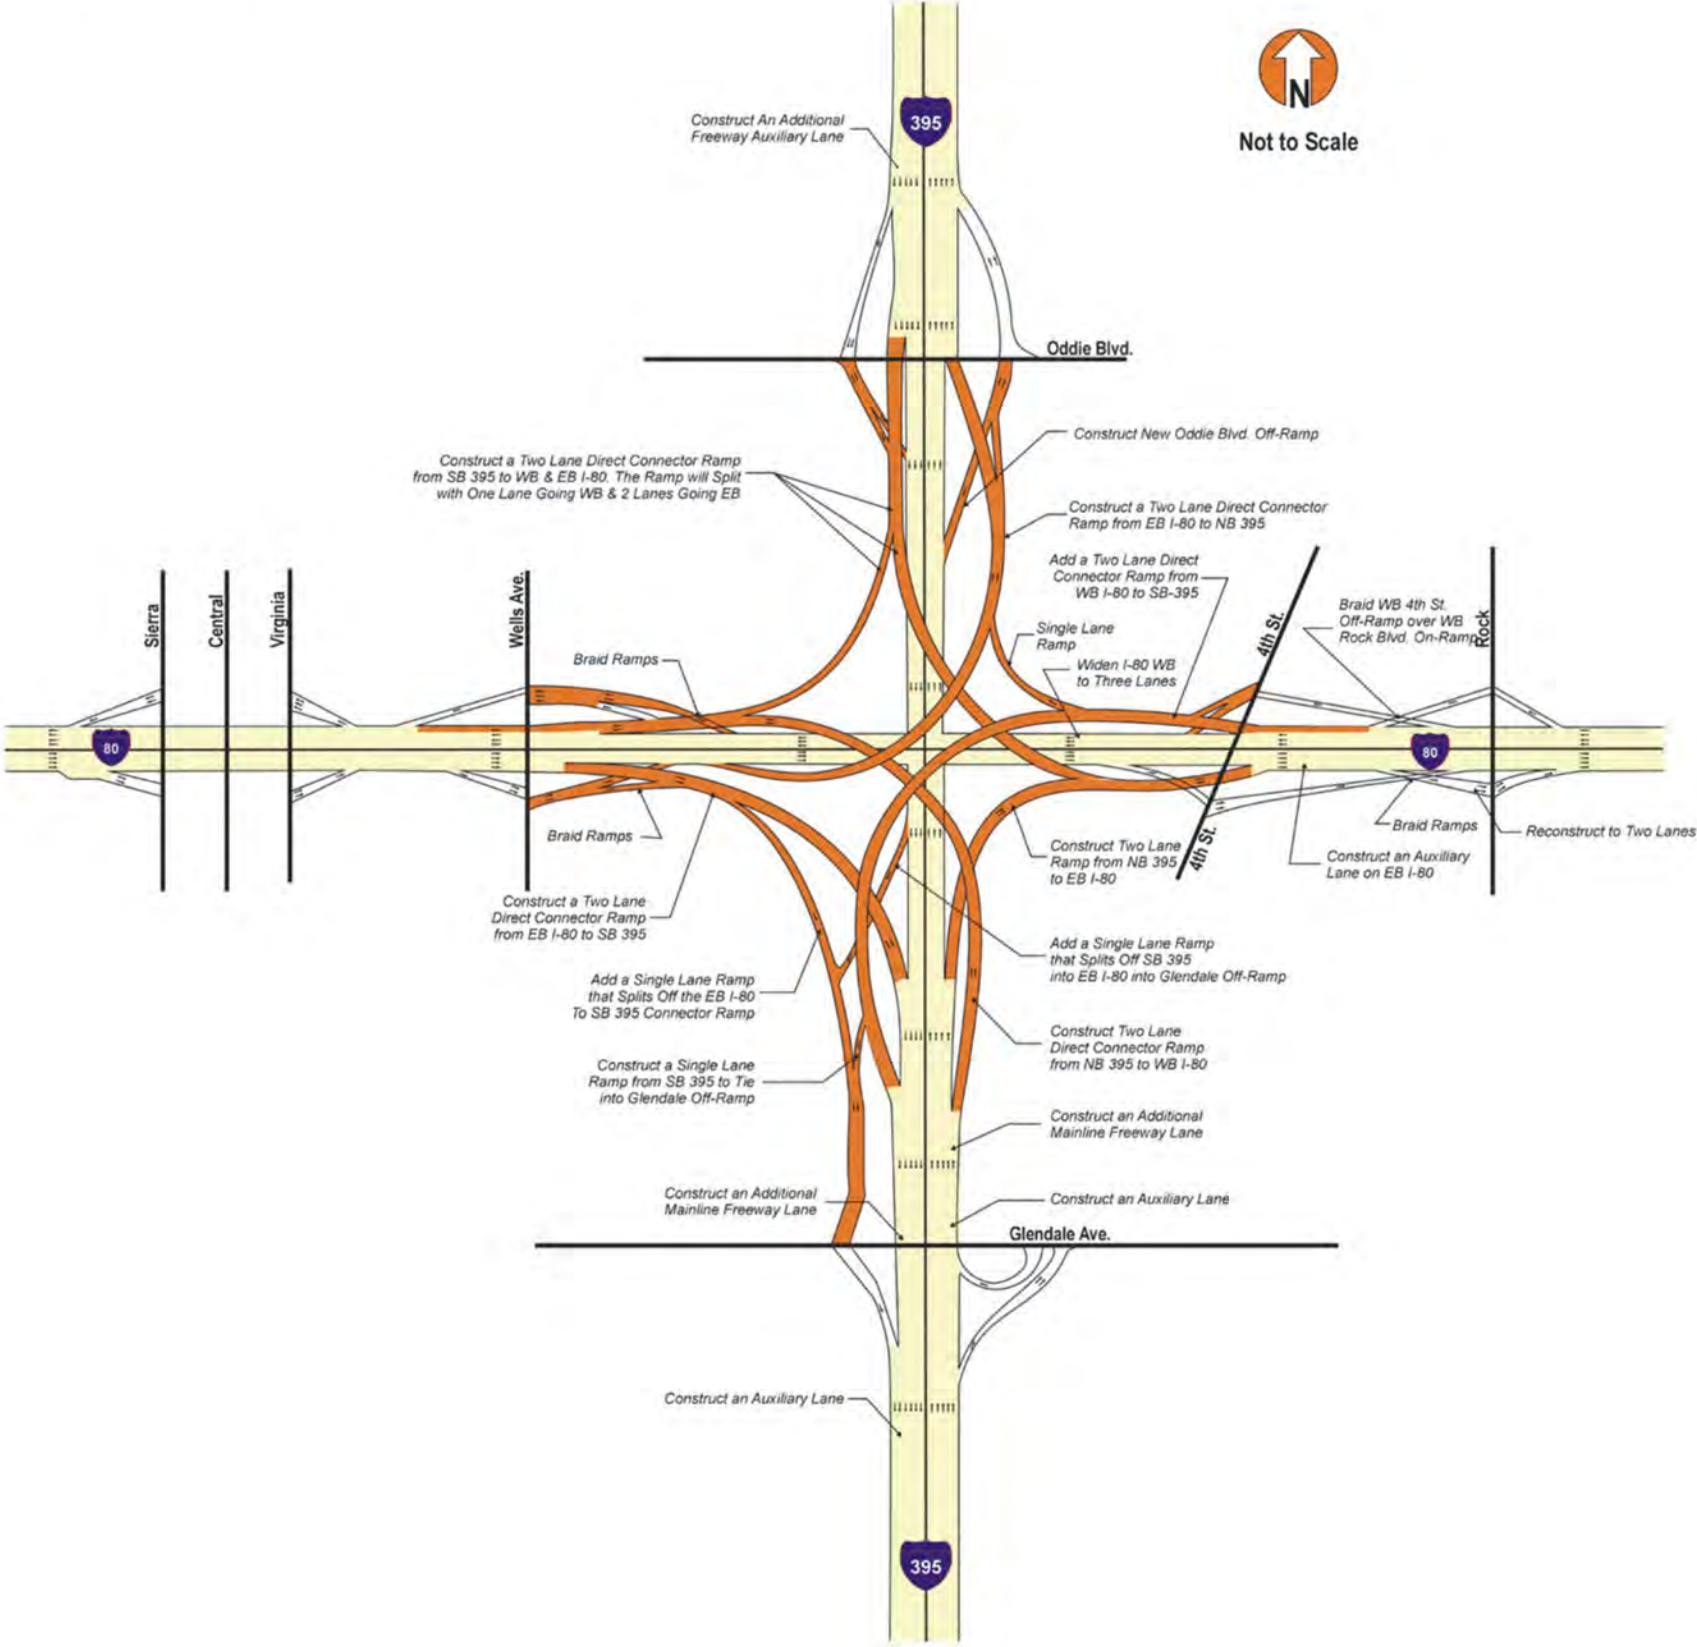 395
N
Not to Scale
Construct An Additional
Freeway Auxiliary Lane
Oddie Blvd.
Construct New Oddie Blvd. Off-Ramp
Construct a Two Lane Direct Connector Ramp
from SB 395 to WB & EB I-80. The Ramp will Split
with One Lane Going WB & 2 Lanes Going EB
Construct a Two Lane Direct Connector
Ramp from EB I-80 to NB 395
Add a Two Lane Direct
Connector Ramp from
WB I-80 to SB-395
Single Lane
Ramp
Widen I-80 WB
to Three Lanes
4th St.
Braid WB 4th St.
Off-Ramp over WB
Rock Blvd. On-Ramp
Rock
Sierra
Central
Virginia
Wells Ave.
Braid Ramps
80
80
Braid Ramps
4th St.
Braid Ramps
Reconstruct to Two Lanes
Construct an Auxiliary
Lane on EB I-80
Construct Two Lane
Ramp from NB 395
to EB I-80
Construct a Two Lane
Direct Connector Ramp
from EB I-80 to SB 395
Add a Single Lane Ramp
that Splits Off SB 395
into EB I-80 into Glendale Off-Ramp
Add a Single Lane Ramp
that Splits Off the EB I-80
To SB 395 Connector Ramp
Construct Two Lane
Direct Connector Ramp
from NB 395 to WB I-80
Construct a Single Lane
Ramp from SB 395 to Tie
into Glendale Off-Ramp
Construct an Additional
Mainline Freeway Lane
Construct an Additional
Mainline Freeway Lane
Construct an Auxiliary Lane
Glendale Ave.
Construct an Auxiliary Lane
395